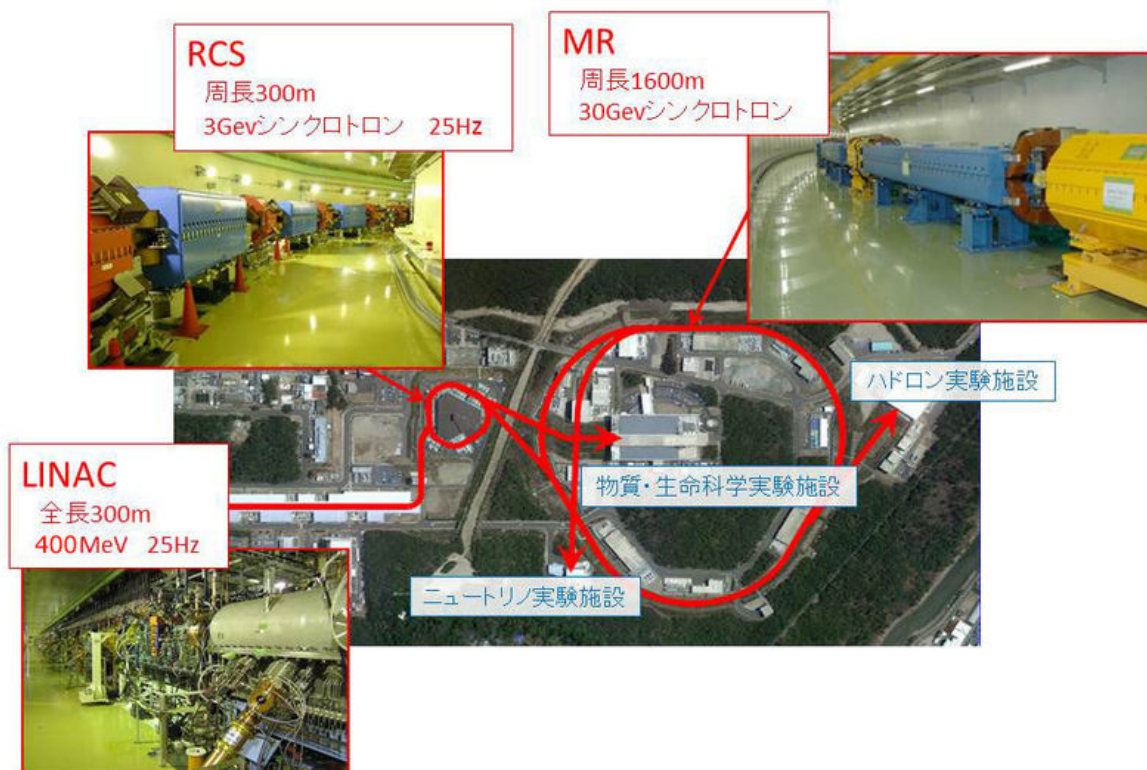 RCS
周長300m
3Gevシンクロトロン 25Hz
MR
周長1600m
30Gevシンクロトロン
ハドロン実験施設
物質・生命科学実験施設
LINAC
全長300m
400MeV 25Hz
ニュートリノ実験施設